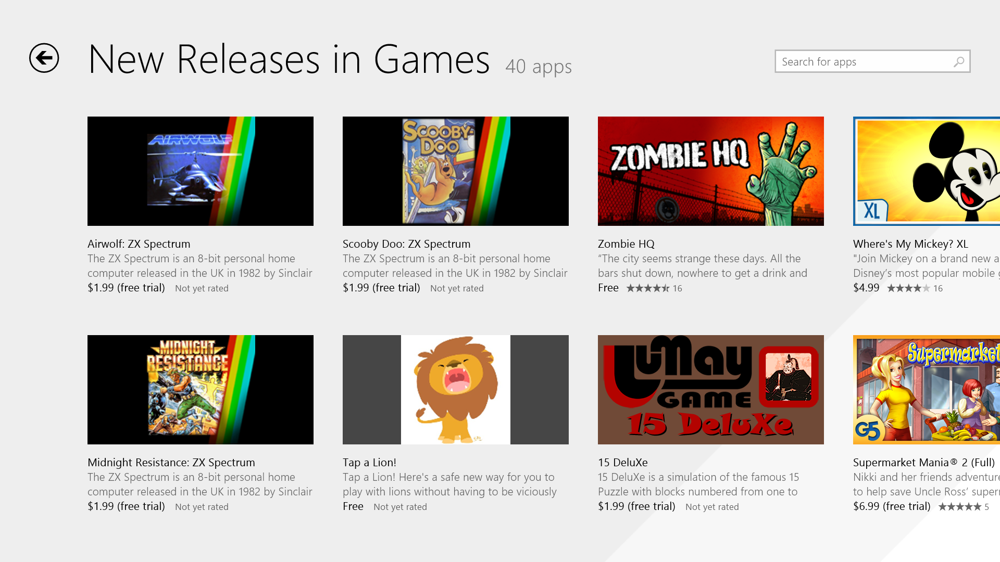 New Releases in Games 40 apps
Search for apps
AIRWOLF
Airwolf: ZX Spectrum
The ZX Spectrum is an 8-bit personal home
computer released in the UK in 1982 by Sinclair
$1.99 (free trial) Not yet rated
SCOOBY-
DOO
Scooby Doo: ZX Spectrum
The ZX Spectrum is an 8-bit personal home
computer released in the UK in 1982 by Sinclair
$1.99 (free trial) Not yet rated
ZOMBIE HQ
Zombie HQ
“The city seems strange these days. All the
bars shut down, nowhere to get a drink and
Free 16
XL
Where's My Mickey? XL
"Join Mickey on a brand new a
Disney’s most popular mobile
$4.99 16
MIDNIGHT
RESISTANCE
Midnight Resistance: ZX Spectrum
The ZX Spectrum is an 8-bit personal home
computer released in the UK in 1982 by Sinclair
$1.99 (free trial) Not yet rated
Tap a Lion!
Tap a Lion! Here's a safe new way for you to
play with lions without having to be viciously
Free Not yet rated
UMay
GAME
15 DeluXe
15 DeluXe
15 DeluXe is a simulation of the famous 15
Puzzle with blocks numbered from one to
$1.99 (free trial) Not yet rated
Supermarket
G5
Supermarket Mania® 2 (Full)
Nikki and her friends adventure
to help save Uncle Ross’ super
$6.99 (free trial) 5